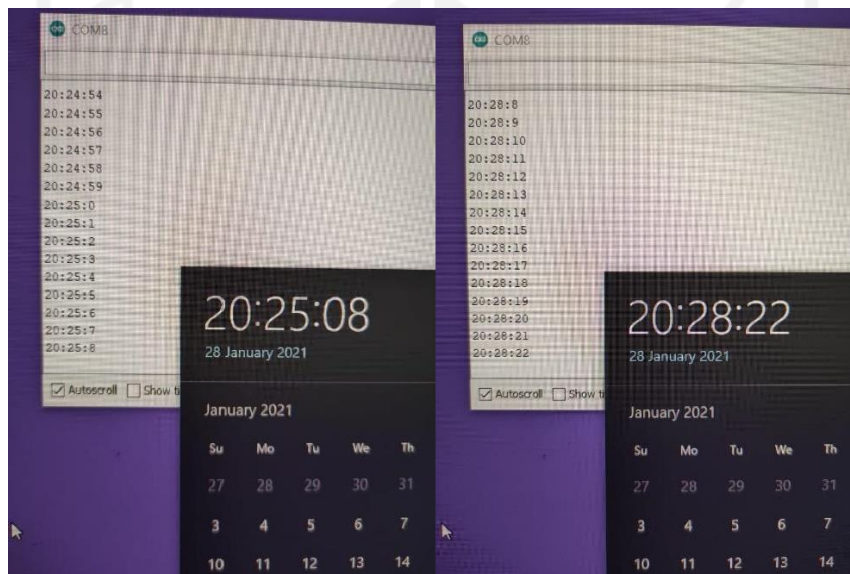 COM8
20:24:54
20:24:55
20:24:56
20:24:57
20:24:58
20:24:59
20:25:0
20:25:1
20:25:2
20:25:3
20:25:4
20:25:5
20:25:6
20:25:7
20:25:8
Autoscroll Show ti
20:25:08
28 January 2021
January 2021
Su Mo Tu We Th
27 28 29 30 31
3 4 5 6 7
10 11 12 13 14
COM8
20:28:8
20:28:9
20:28:10
20:28:11
20:28:12
20:28:13
20:28:14
20:28:15
20:28:16
20:28:17
20:28:18
20:28:19
20:28:20
20:28:21
20:28:22
Autoscroll Show ti
20:28:22
28 January 2021
January 2021
Su Mo Tu We Th
27 28 29 30 31
3 4 5 6 7
10 11 12 13 14